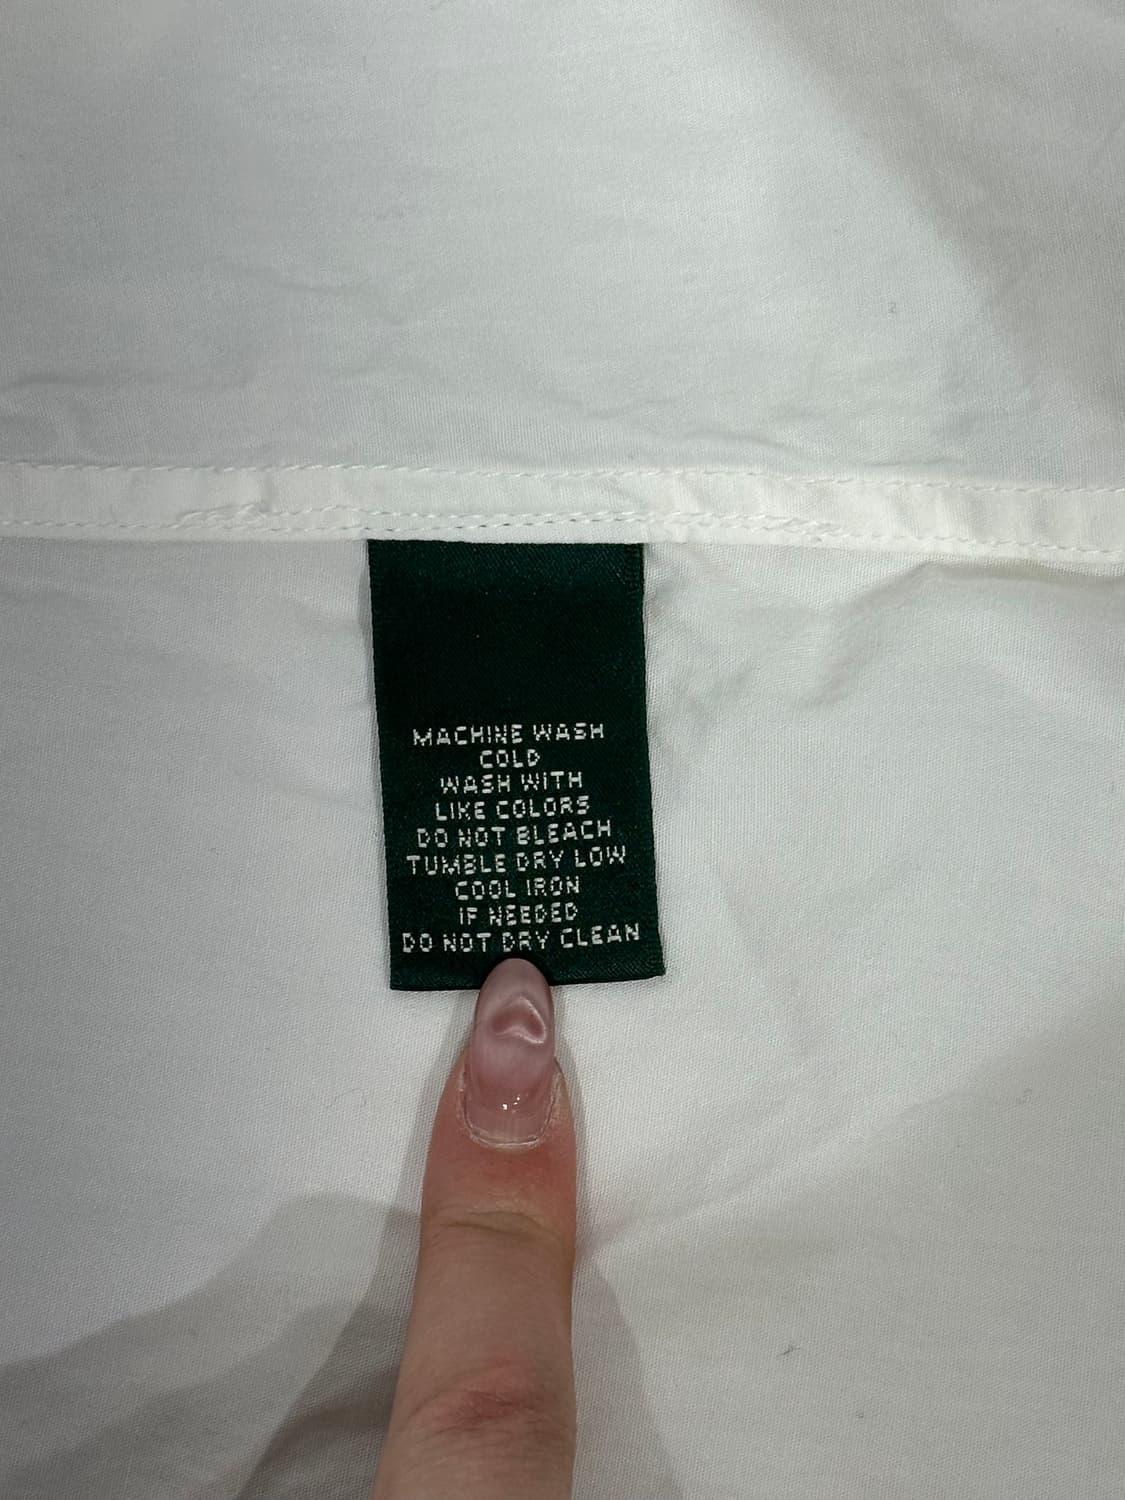 MACHINE WASH
COLD
WASH WITH
LIKE COLORS
DO NOT BLEACH
TUMBLE DRY LOW
COOL IRON
IF NEEDED
DO NOT DRY CLEAN